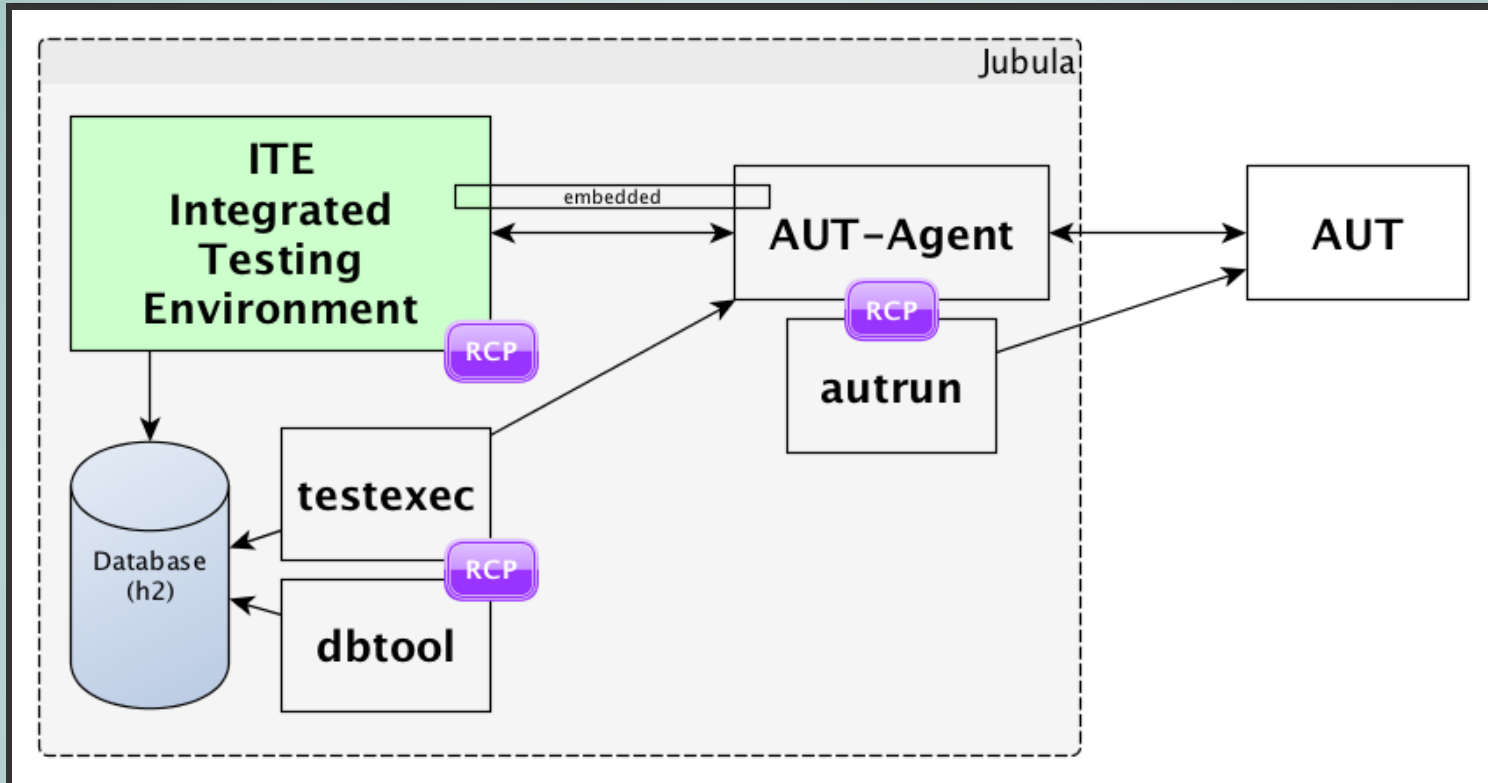 Jubula
ITE
Integrated
Testing
Environment
embedded
AUT-Agent
AUT
RCP
RCP
autrun
testexec
Database
(h2)
RCP
dbtool